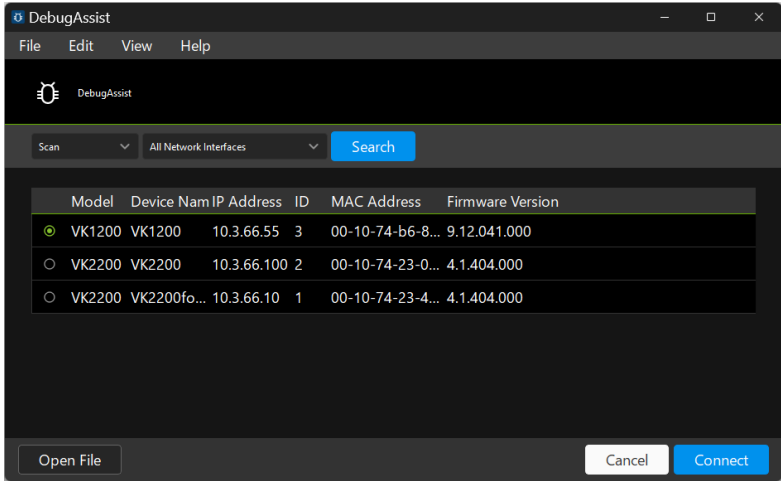 DebugAssist
File Edit View Help
DebugAssist
Scan All Network Interfaces Search
Model Device Nam IP Address ID MAC Address Firmware Version
VK1200 VK1200 10.3.66.55 3 00-10-74-b6-8... 9.12.041.000
VK2200 VK2200 10.3.66.100 2 00-10-74-23-0... 4.1.404.000
VK2200 VK2200fo... 10.3.66.10 1 00-10-74-23-4... 4.1.404.000
Open File Cancel Connect